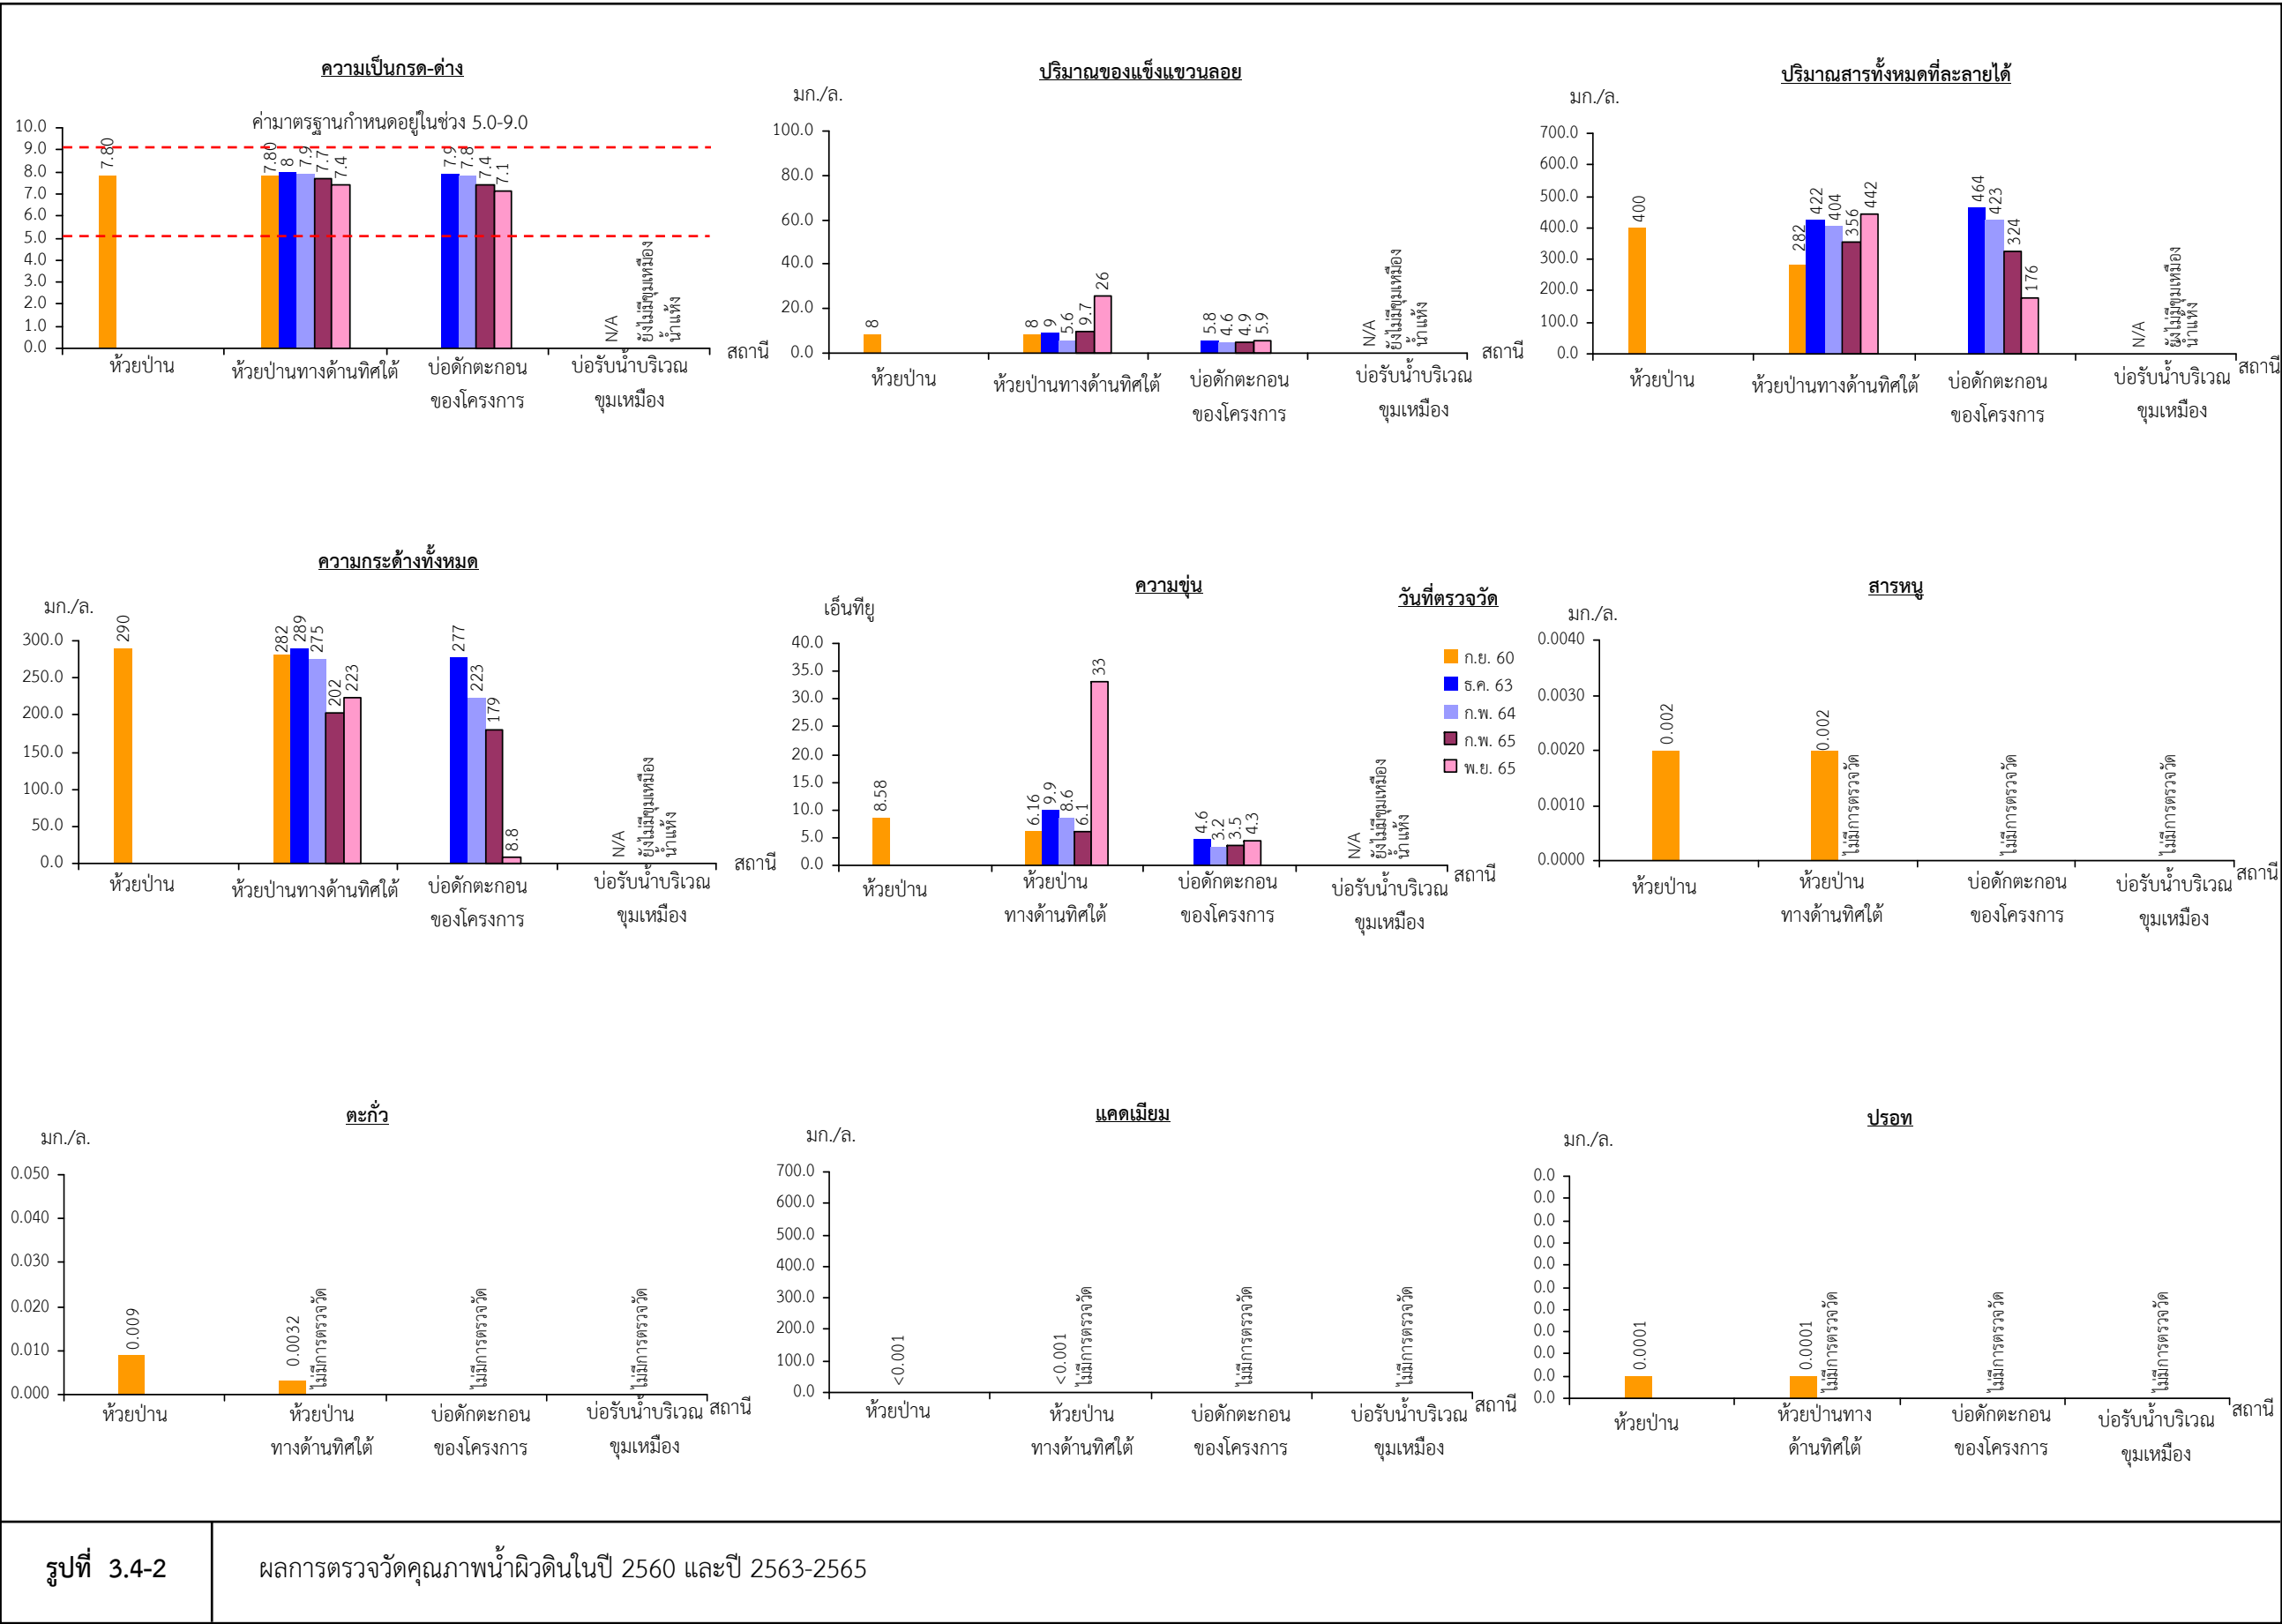 ความเป็นกรด-ด่าง
ค่ามาตรฐานกำหนดอยู่ในช่วง 5.0-9.0
10.0
9.0
8.0
7.0
6.0
5.0
4.0
3.0
2.0
1.0
0.0
7.80
7.80
8
7.9
7.7
7.4
7.9
7.8
7.4
7.1
N/A
ยังไม่มีขุมเหมือง
น้ำแห้ง
สถานี
ห้วยป่าน
ห้วยป่านทางด้านทิศใต้
บ่อดักตะกอน
ของโครงการ
บ่อรับน้ำบริเวณ
ขุมเหมือง
ปริมาณของแข็งแขวนลอย
มก./ล.
100.0
80.0
60.0
40.0
20.0
0.0
8
8
9
5.6
9.7
26
5.8
4.6
4.9
5.9
N/A
ยังไม่มีขุมเหมือง
น้ำแห้ง
สถานี
ห้วยป่าน
ห้วยป่านทางด้านทิศใต้
บ่อดักตะกอน
ของโครงการ
บ่อรับน้ำบริเวณ
ขุมเหมือง
ปริมาณสารทั้งหมดที่ละลายได้
มก./ล.
700.0
600.0
500.0
400.0
300.0
200.0
100.0
0.0
400
282
422
404
356
442
464
423
324
176
N/A
ยังไม่มีขุมเหมือง
น้ำแห้ง
สถานี
ห้วยป่าน
ห้วยป่านทางด้านทิศใต้
บ่อดักตะกอน
ของโครงการ
บ่อรับน้ำบริเวณ
ขุมเหมือง
ความกระด้างทั้งหมด
มก./ล.
300.0
250.0
200.0
150.0
100.0
50.0
0.0
290
282
289
275
202
223
277
223
179
8.8
N/A
ยังไม่มีขุมเหมือง
น้ำแห้ง
สถานี
ห้วยป่าน
ห้วยป่านทางด้านทิศใต้
บ่อดักตะกอน
ของโครงการ
บ่อรับน้ำบริเวณ
ขุมเหมือง
ความขุ่น
เอ็นทียู
40.0
35.0
30.0
25.0
20.0
15.0
10.0
5.0
0.0
8.58
6.16
9.9
8.6
6.1
33
4.6
3.2
3.5
4.3
N/A
ยังไม่มีขุมเหมือง
น้ำแห้ง
สถานี
ห้วยป่าน
ห้วยป่าน
ทางด้านทิศใต้
บ่อดักตะกอน
ของโครงการ
บ่อรับน้ำบริเวณ
ขุมเหมือง
วันที่ตรวจวัด
ก.ย. 60
ธ.ค. 63
ก.พ. 64
ก.พ. 65
พ.ย. 65
สารหนู
มก./ล.
0.0040
0.0030
0.0020
0.0010
0.0000
0.002
0.002
ไม่มีการตรวจวัด
ไม่มีการตรวจวัด
ไม่มีการตรวจวัด
สถานี
ห้วยป่าน
ห้วยป่าน
ทางด้านทิศใต้
บ่อดักตะกอน
ของโครงการ
บ่อรับน้ำบริเวณ
ขุมเหมือง
ตะกั่ว
มก./ล.
0.050
0.040
0.030
0.020
0.010
0.000
0.009
0.0032
ไม่มีการตรวจวัด
ไม่มีการตรวจวัด
ไม่มีการตรวจวัด
สถานี
ห้วยป่าน
ห้วยป่าน
ทางด้านทิศใต้
บ่อดักตะกอน
ของโครงการ
บ่อรับน้ำบริเวณ
ขุมเหมือง
แคดเมียม
มก./ล.
700.0
600.0
500.0
400.0
300.0
200.0
100.0
0.0
<0.001
<0.001
ไม่มีการตรวจวัด
ไม่มีการตรวจวัด
ไม่มีการตรวจวัด
สถานี
ห้วยป่าน
ห้วยป่าน
ทางด้านทิศใต้
บ่อดักตะกอน
ของโครงการ
บ่อรับน้ำบริเวณ
ขุมเหมือง
ปรอท
มก./ล.
0.0
0.0
0.0
0.0
0.0
0.0
0.0
0.0
0.0
0.0
0.0
0.0001
0.0001
ไม่มีการตรวจวัด
ไม่มีการตรวจวัด
ไม่มีการตรวจวัด
สถานี
ห้วยป่าน
ห้วยป่านทาง
ด้านทิศใต้
บ่อดักตะกอน
ของโครงการ
บ่อรับน้ำบริเวณ
ขุมเหมือง
รูปที่ 3.4-2
ผลการตรวจวัดคุณภาพน้ำผิวดินในปี 2560 และปี 2563-2565